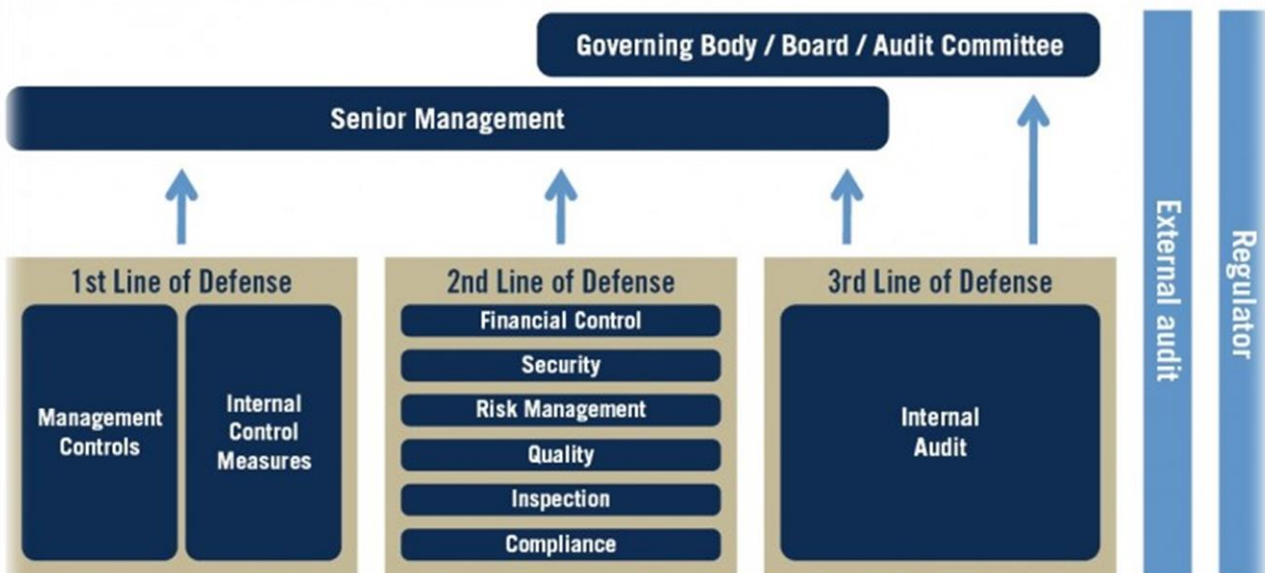 Governing Body / Board / Audit Committee
Senior Management
1st Line of Defense
Management
Controls
Internal
Control
Measures
2nd Line of Defense
Financial Control
Security
Risk Management
Quality
Inspection
Compliance
3rd Line of Defense
Internal
Audit
External audit
Regulator